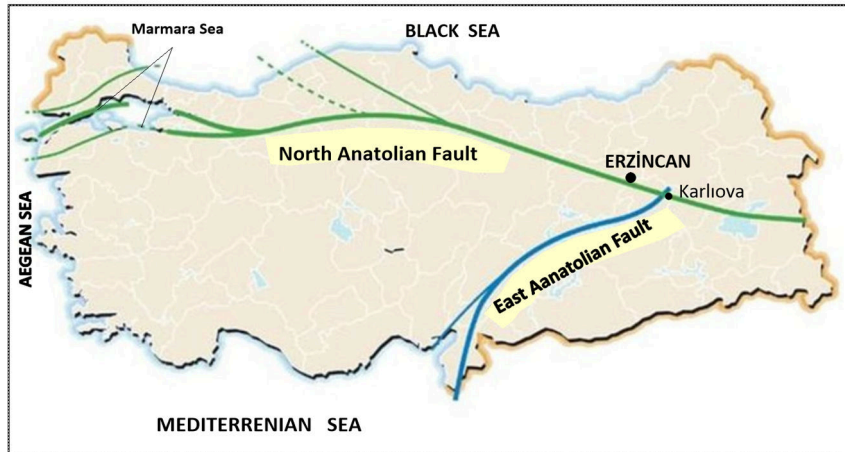 Marmara Sea
BLACK SEA
North Anatolian Fault
ERZİNCAN
Karlıova
AEGEAN SEA
East Aanatolian Fault
MEDITERRENIAN SEA